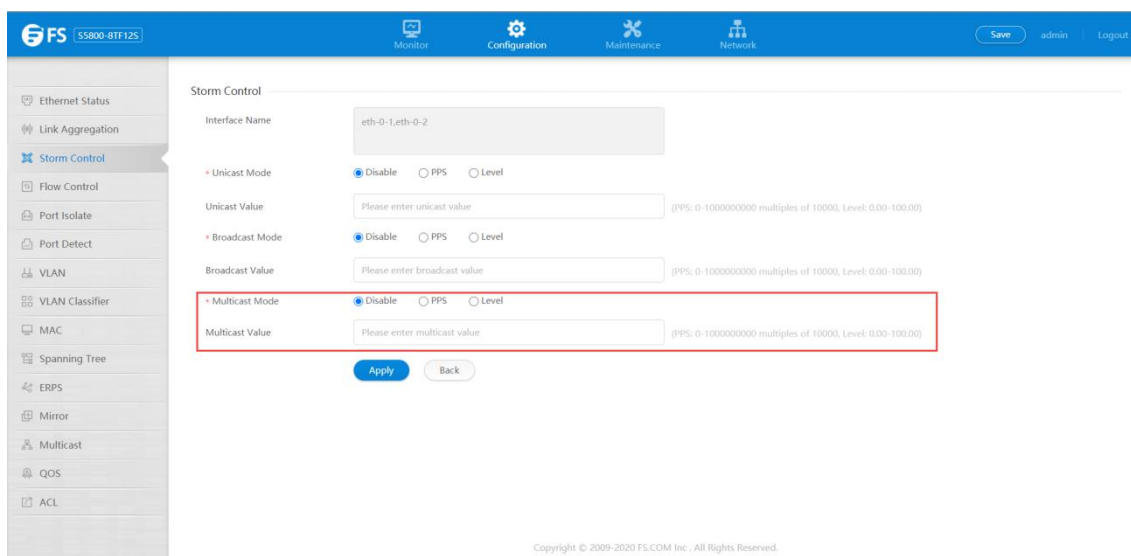 FS S5800-8TF12S
Monitor
Configuration
Maintenance
Network
Save
admin
Logout
Ethernet Status
Link Aggregation
Storm Control
Flow Control
Port Isolate
Port Detect
VLAN
VLAN Classifier
MAC
Spanning Tree
ERPS
Mirror
Multicast
QOS
ACL
Storm Control
Interface Name eth-0-1,eth-0-2
* Unicast Mode Disable PPS Level
Unicast Value Please enter unicast value (PPS: 0-1000000000 multiples of 10000, Level: 0.00-100.00)
* Broadcast Mode Disable PPS Level
Broadcast Value Please enter broadcast value (PPS: 0-1000000000 multiples of 10000, Level: 0.00-100.00)
* Multicast Mode Disable PPS Level
Multicast Value Please enter multicast value (PPS: 0-1000000000 multiples of 10000, Level: 0.00-100.00)
Apply Back
Copyright © 2009-2020 FS.COM Inc . All Rights Reserved.